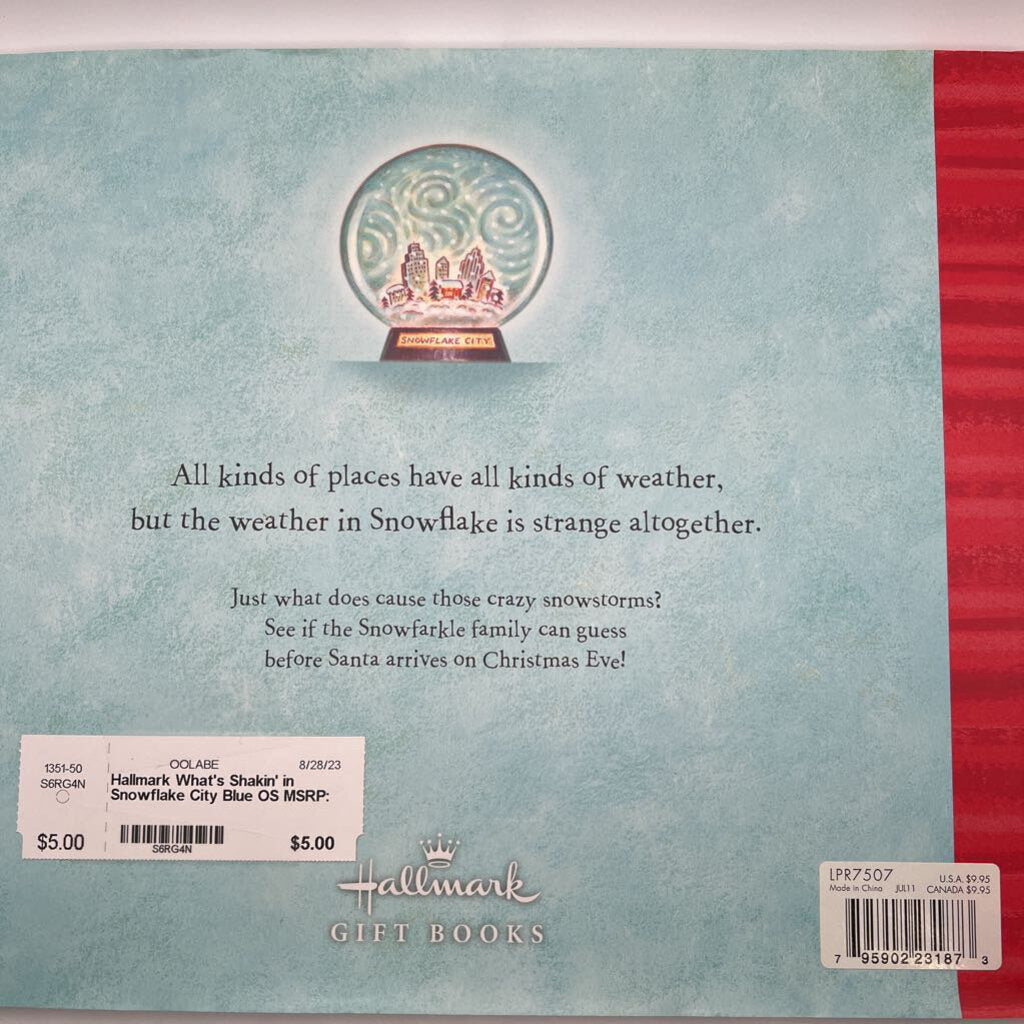 SNOWFLAKE CITY
All kinds of places have all kinds of weather,
but the weather in Snowflake is strange altogether.
Just what does cause those crazy snowstorms?
See if the Snowfarkle family can guess
before Santa arrives on Christmas Eve!
1351-50
S6RG4N
$5.00
OOLABE 8/28/23
Hallmark What's Shakin' in
Snowflake City Blue OS MSRP:
S6RG4N
$5.00
Hallmark
GIFT BOOKS
LPR7507 U.S.A. $9.95
Made in China JUL11 CANADA $9.95
7 95902 23187 3